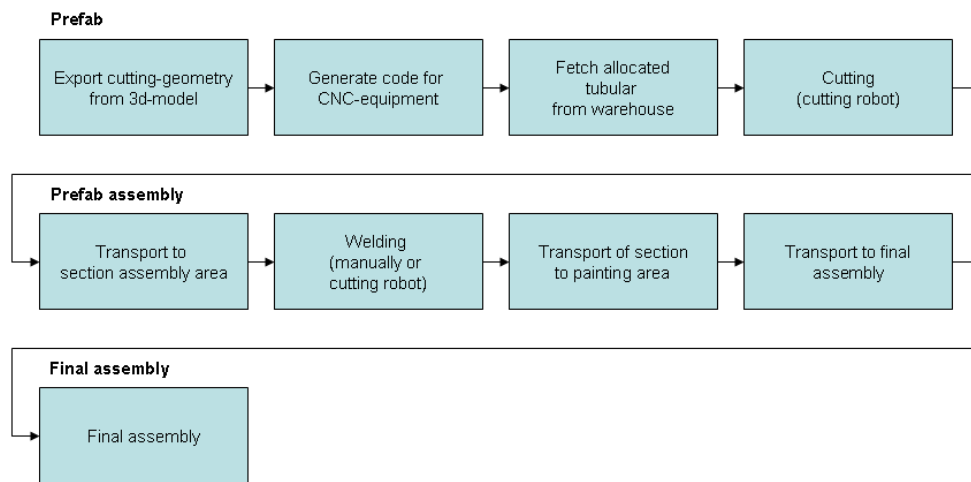 Prefab
Export cutting-geometry
from 3d-model
Generate code for
CNC-equipment
Fetch allocated
tubular
from warehouse
Cutting
(cutting robot)
Prefab assembly
Transport to
section assembly area
Welding
(manually or
cutting robot)
Transport of section
to painting area
Transport to final
assembly
Final assembly
Final assembly